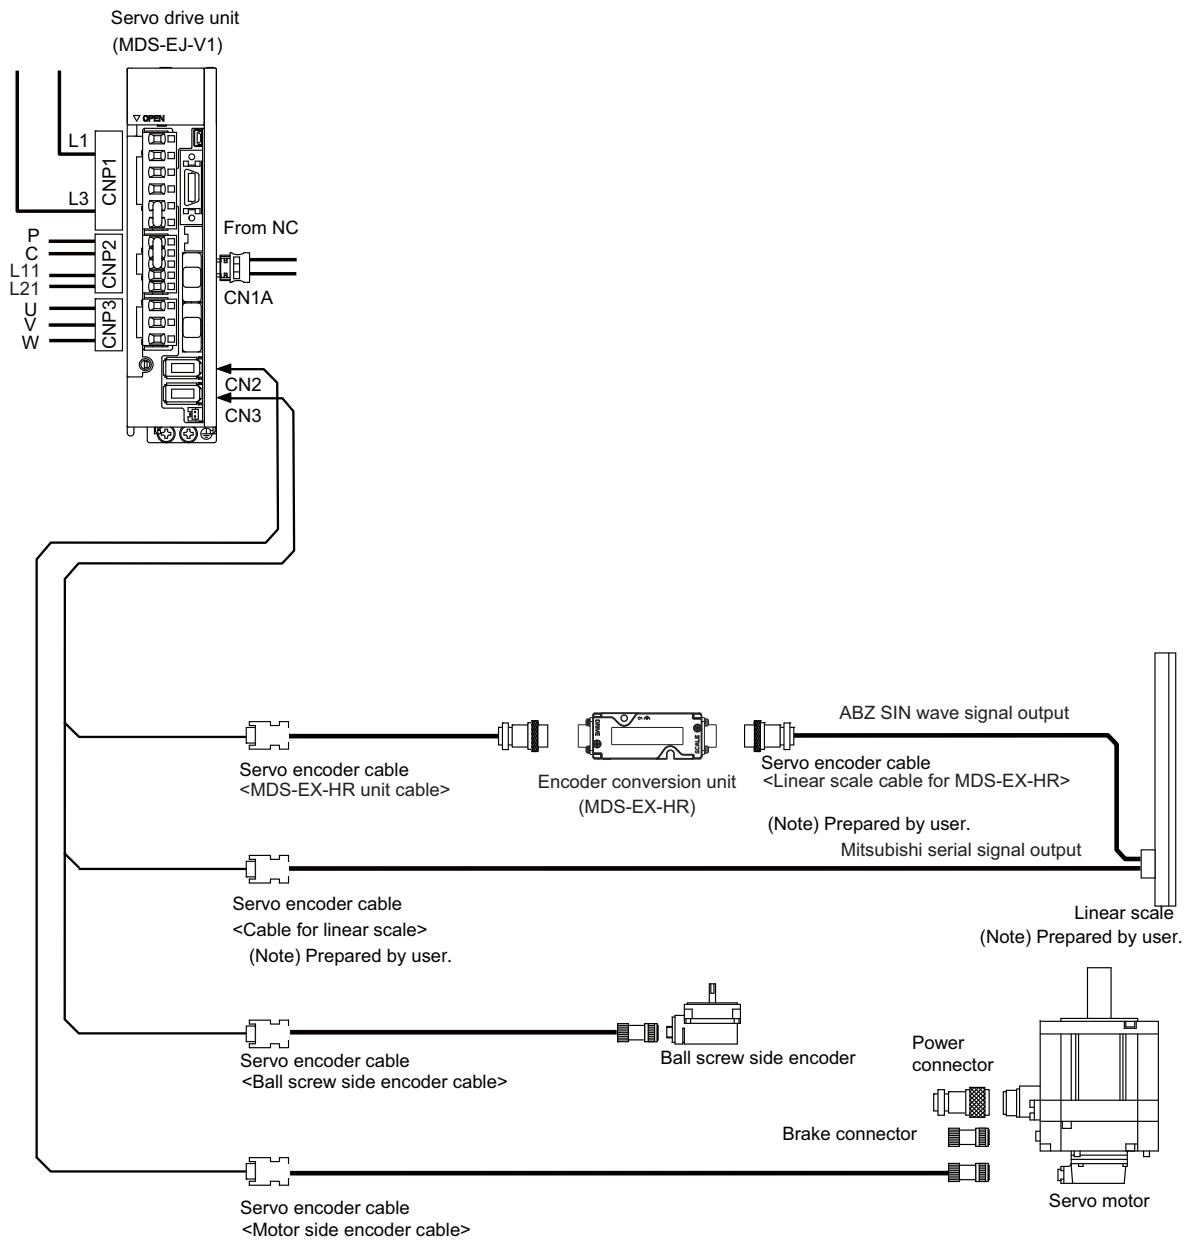 Servo drive unit
(MDS-EJ-V1)
▽ OPEN
L1
CNP1
L3
From NC
P
C
CNP2
L11
L21
CN1A
U
V
W
CNP3
CN2
CN3
ABZ SIN wave signal output
DRIVE
SCALE
Servo encoder cable
<MDS-EX-HR unit cable>
Encoder conversion unit
(MDS-EX-HR)
Servo encoder cable
<Linear scale cable for MDS-EX-HR>
(Note) Prepared by user.
Mitsubishi serial signal output
Servo encoder cable
<Cable for linear scale>
(Note) Prepared by user.
Linear scale
(Note) Prepared by user.
Servo encoder cable
<Ball screw side encoder cable>
Ball screw side encoder
Power
connector
Brake connector
Servo motor
Servo encoder cable
<Motor side encoder cable>